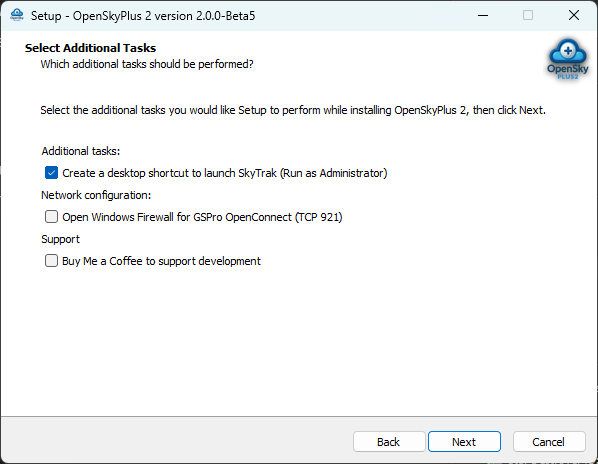 Setup - OpenSkyPlus 2 version 2.0.0-Beta5
Select Additional Tasks
Which additional tasks should be performed?
OpenSky
PLUS2
Select the additional tasks you would like Setup to perform while installing OpenSkyPlus 2, then click Next.
Additional tasks:
Create a desktop shortcut to launch SkyTrak (Run as Administrator)
Network configuration:
Open Windows Firewall for GSPro OpenConnect (TCP 921)
Support
Buy Me a Coffee to support development
Back Next Cancel